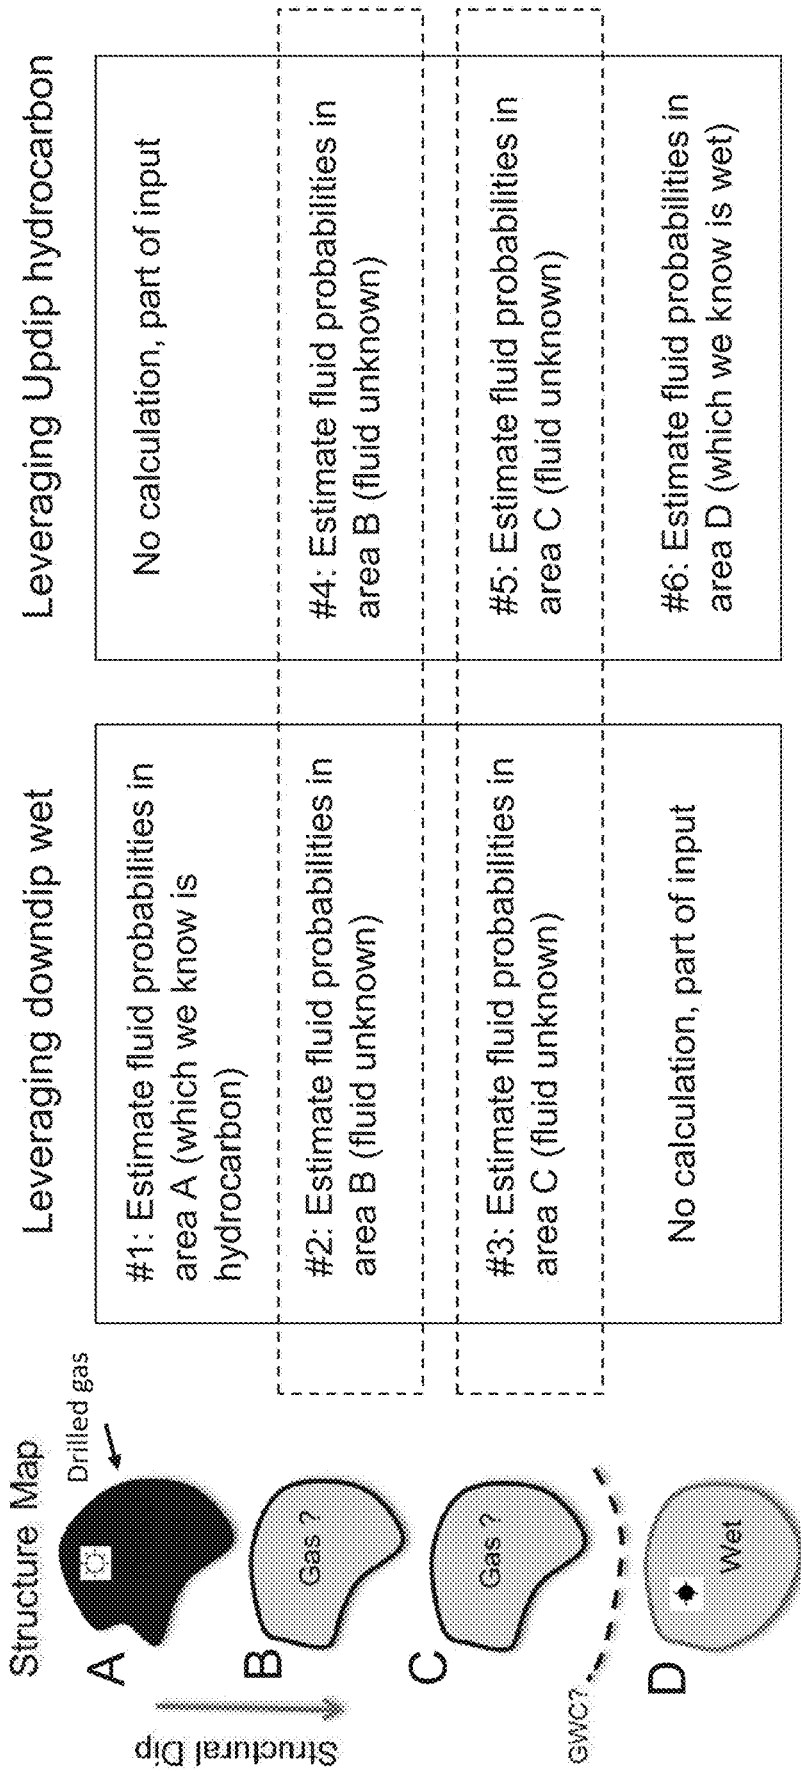 Structure Map
Leveraging downdip wet
Leveraging Updip hydrocarbon
Structural Dip
A
Drilled gas
#1: Estimate fluid probabilities in
area A (which we know is
hydrocarbon)
No calculation, part of input
B
Gas ?
#2: Estimate fluid probabilities in
area B (fluid unknown)
#4: Estimate fluid probabilities in
area B (fluid unknown)
C
Gas ?
#3: Estimate fluid probabilities in
area C (fluid unknown)
#5: Estimate fluid probabilities in
area C (fluid unknown)
GWC?
D
Wet
No calculation, part of input
#6: Estimate fluid probabilities in
area D (which we know is wet)